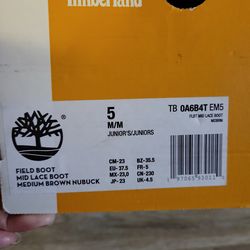 Timberland
5
M/M
JUNIOR'S/JUNIORS
TB 0A6B4T EM5
FIELD BOOT
MID LACE BOOT
MEDIUM BROWN NUBUCK
CM-23 BZ-35.5
EU-37.5 FR-5
MX-23,0 CN-230
JP-23 UK-4.5